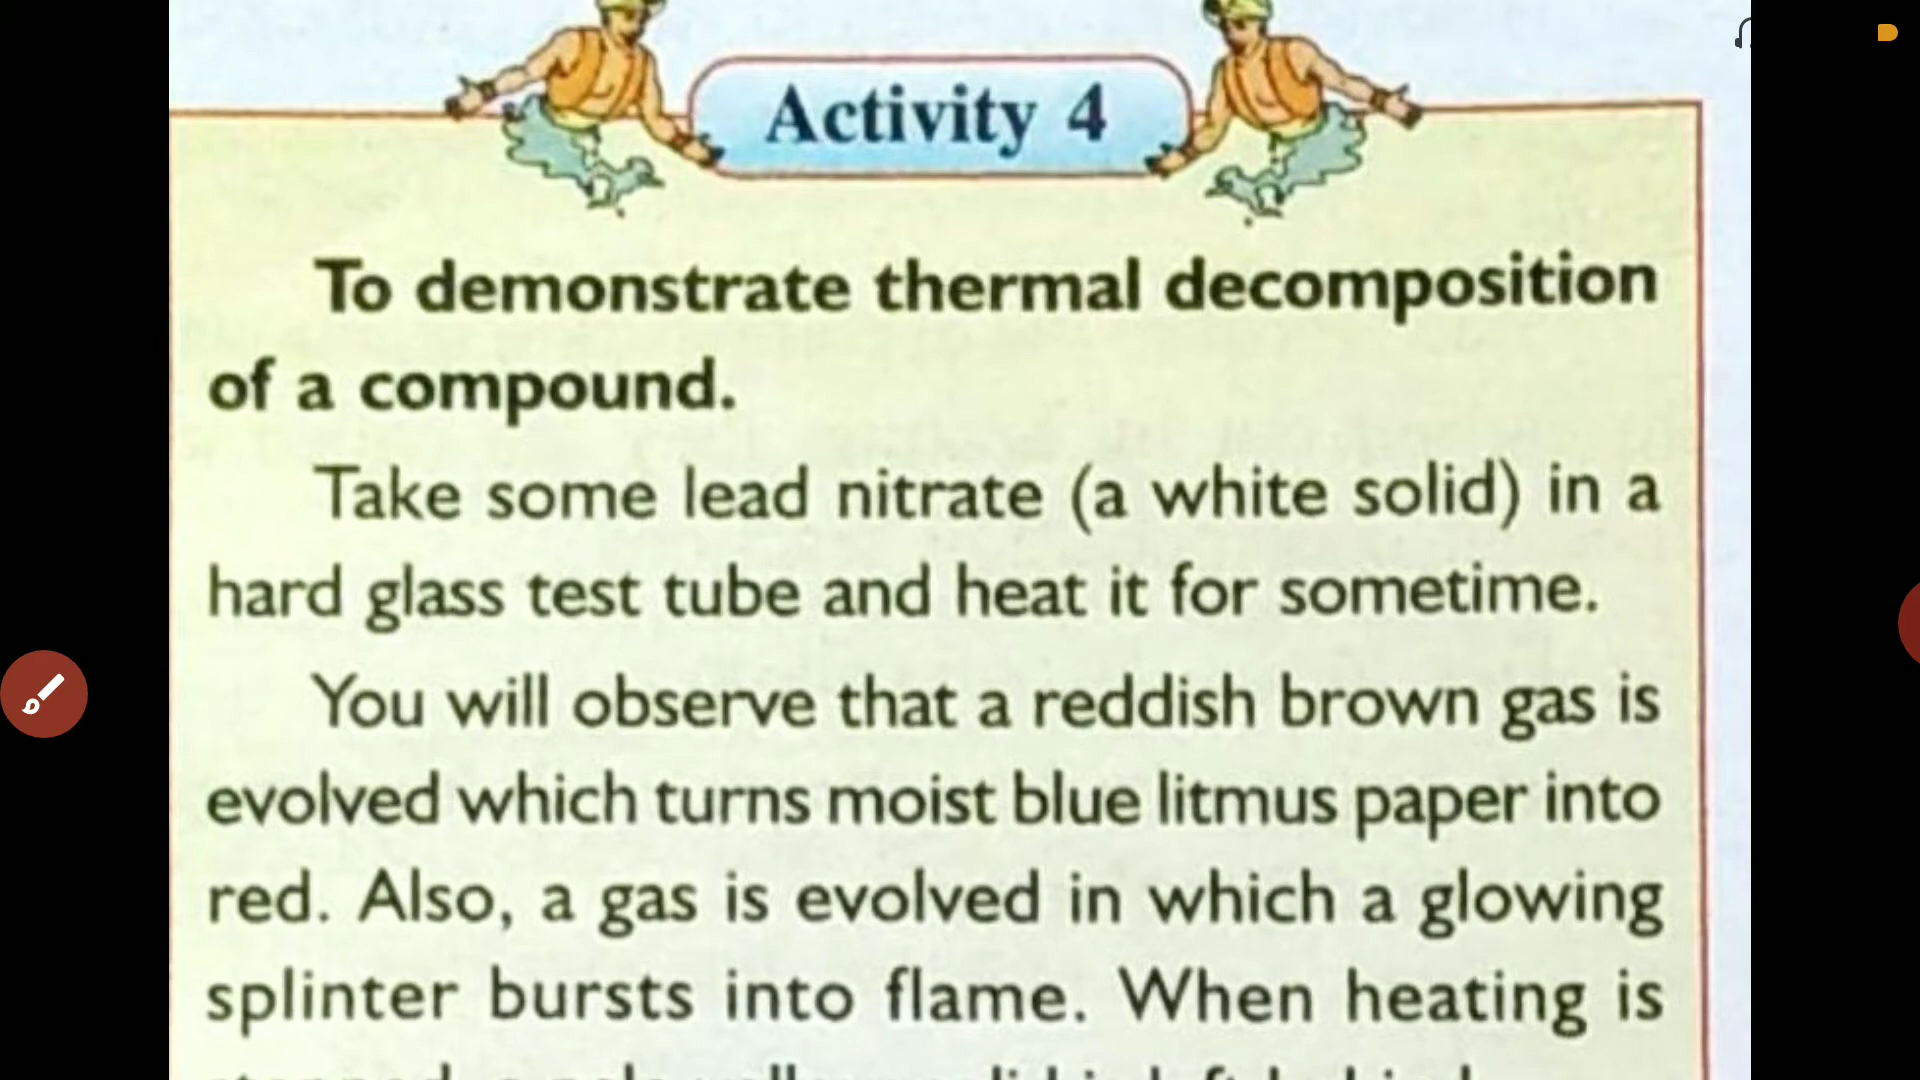 Activity 4
To demonstrate thermal decomposition
of a compound.
Take some lead nitrate (a white solid) in a
hard glass test tube and heat it for sometime.
You will observe that a reddish brown gas is
evolved which turns moist blue litmus paper into
red. Also, a gas is evolved in which a glowing
splinter bursts into flame. When heating is